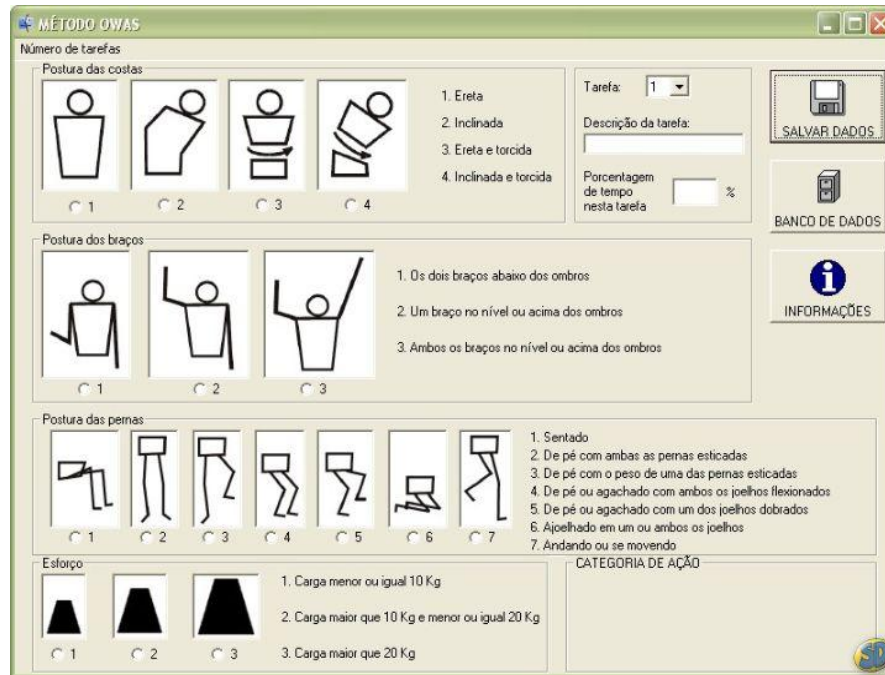 MÉTODO OWAS
Número de tarefas
Postura das costas
1. Ereta
2. Inclinada
3. Ereta e torcida
4. Inclinada e torcida
1 2 3 4
Tarefa: 1
Descrição da tarefa:
Porcentagem
de tempo
nesta tarefa
%
SALVAR DADOS
BANCO DE DADOS
INFORMAÇÕES
Postura dos braços
1. Os dois braços abaixo dos ombros
2. Um braço no nível ou acima dos ombros
3. Ambos os braços no nível ou acima dos ombros
1 2 3
Postura das pernas
1. Sentado
2. De pé com ambas as pernas esticadas
3. De pé com o peso de uma das pernas esticadas
4. De pé ou agachado com ambos os joelhos flexionados
5. De pé ou agachado com um dos joelhos dobrados
6. Ajoelhado em um ou ambos os joelhos
7. Andando ou se movendo
1 2 3 4 5 6 7
Esforço
1. Carga menor ou igual 10 Kg
2. Carga maior que 10 Kg e menor ou igual 20 Kg
3. Carga maior que 20 Kg
1 2 3
CATEGORIA DE AÇÃO
SD